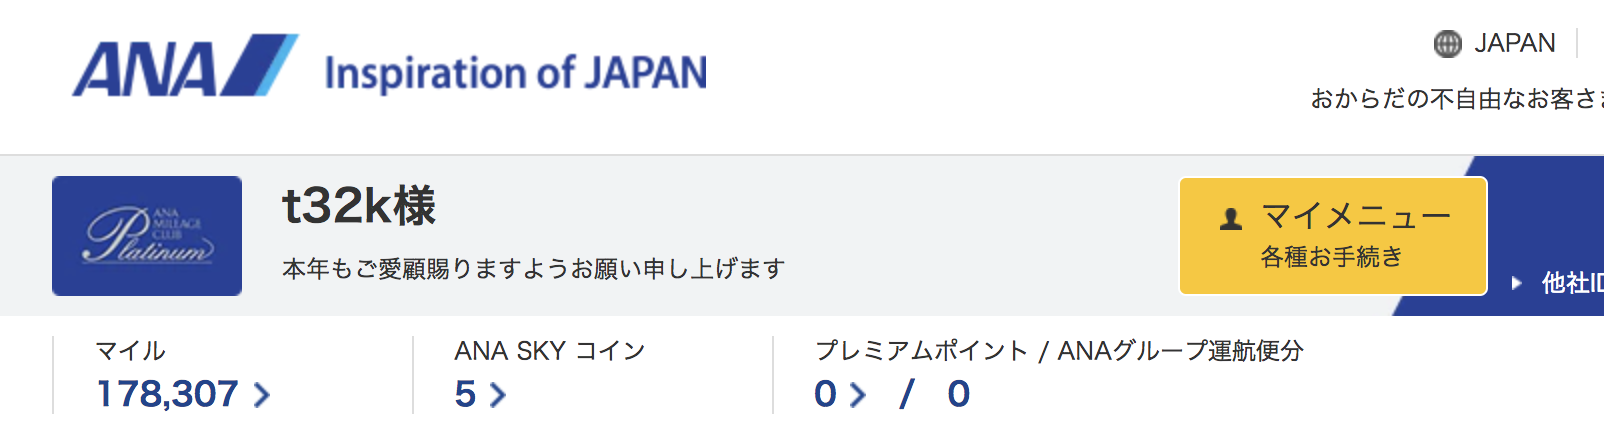 ANA Inspiration of JAPAN
JAPAN
おからだの不自由なお客さ
ANA
MILEAGE
CLUB
Platinum
t32k様
本年もご愛顧賜りますようお願い申し上げます
マイメニュー
各種お手続き
他社ID
マイル
178,307
ANA SKY コイン
5
プレミアムポイント / ANAグループ運航便分
0 / 0